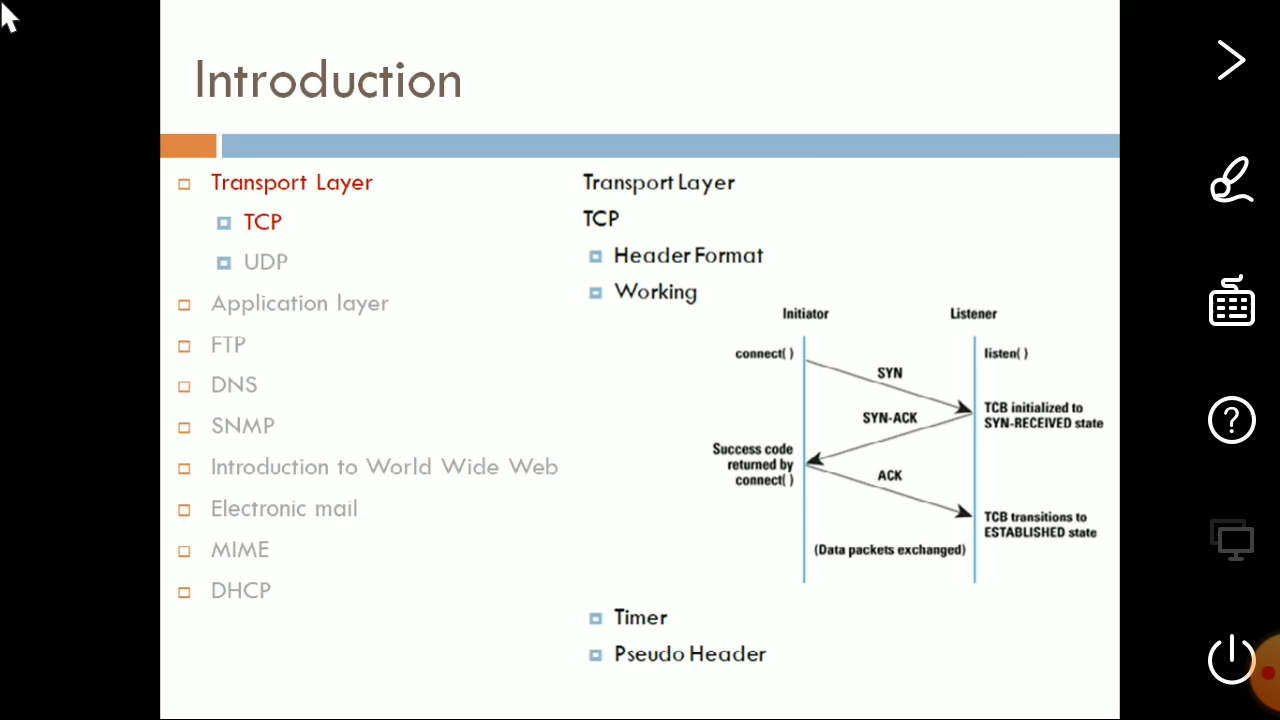 Introduction
Transport Layer
TCP
UDP
Application layer
FTP
DNS
SNMP
Introduction to World Wide Web
Electronic mail
MIME
DHCP
Transport Layer
TCP
Header Format
Working
Initiator
Listener
connect( )
listen( )
SYN
TCB initialized to
SYN-RECEIVED state
SYN-ACK
Success code
returned by
connect( )
ACK
TCB transitions to
ESTABLISHED state
(Data packets exchanged)
Timer
Pseudo Header